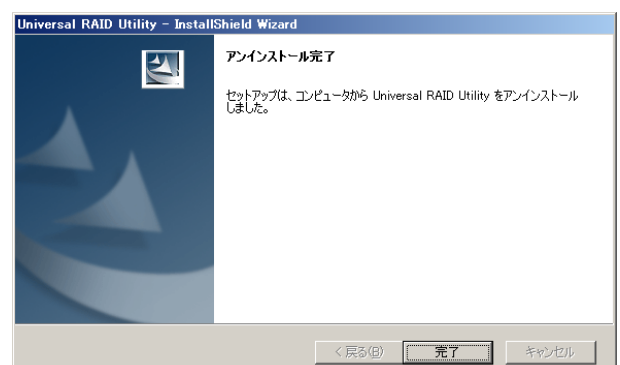 Universal RAID Utility - InstallShield Wizard
アンインストール完了
セットアップは、コンピュータから Universal RAID Utility をアンインストール
しました。
< 戻る(B) 完了 キャンセル